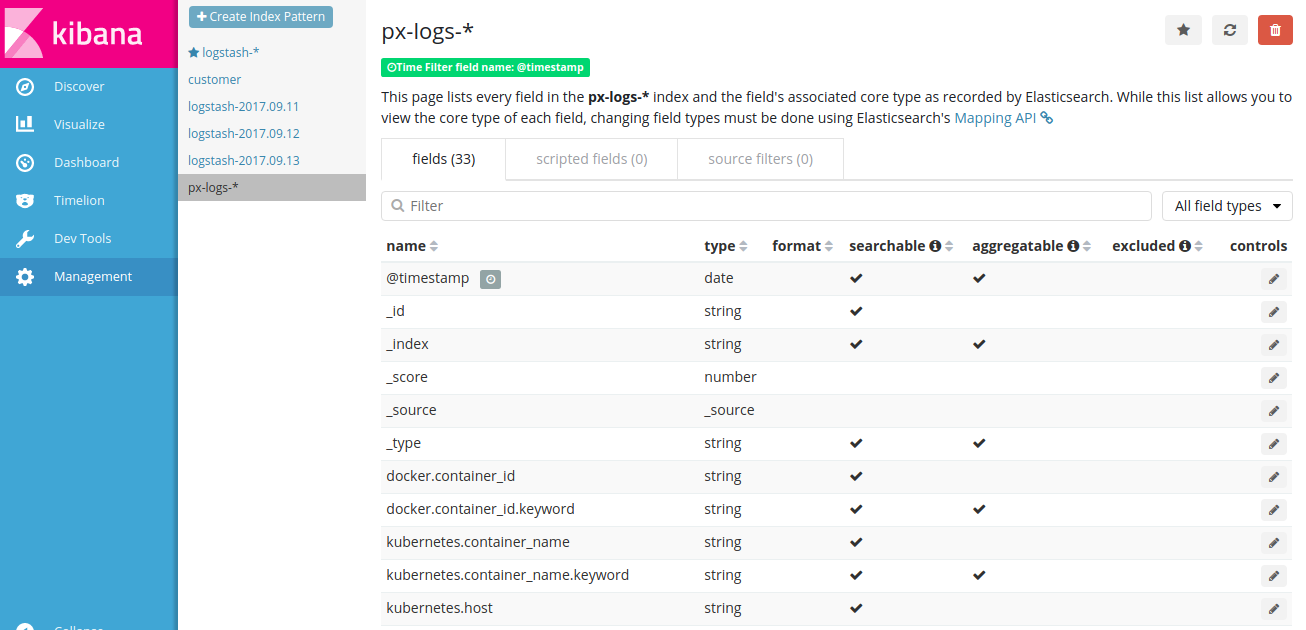 kibana
Discover
Visualize
Dashboard
Timelion
Dev Tools
Management
Collapse
Create Index Pattern
logstash-*
customer
logstash-2017.09.11
logstash-2017.09.12
logstash-2017.09.13
px-logs-*
px-logs-*
Time Filter field name: @timestamp
This page lists every field in the px-logs-* index and the field's associated core type as recorded by Elasticsearch. While this list allows you to
view the core type of each field, changing field types must be done using Elasticsearch's Mapping API
fields (33) scripted fields (0) source filters (0)
Filter All field types
name type format searchable aggregatable excluded controls
@timestamp date
_id string
_index string
_score number
_source _source
_type string
docker.container_id string
docker.container_id.keyword string
kubernetes.container_name string
kubernetes.container_name.keyword string
kubernetes.host string